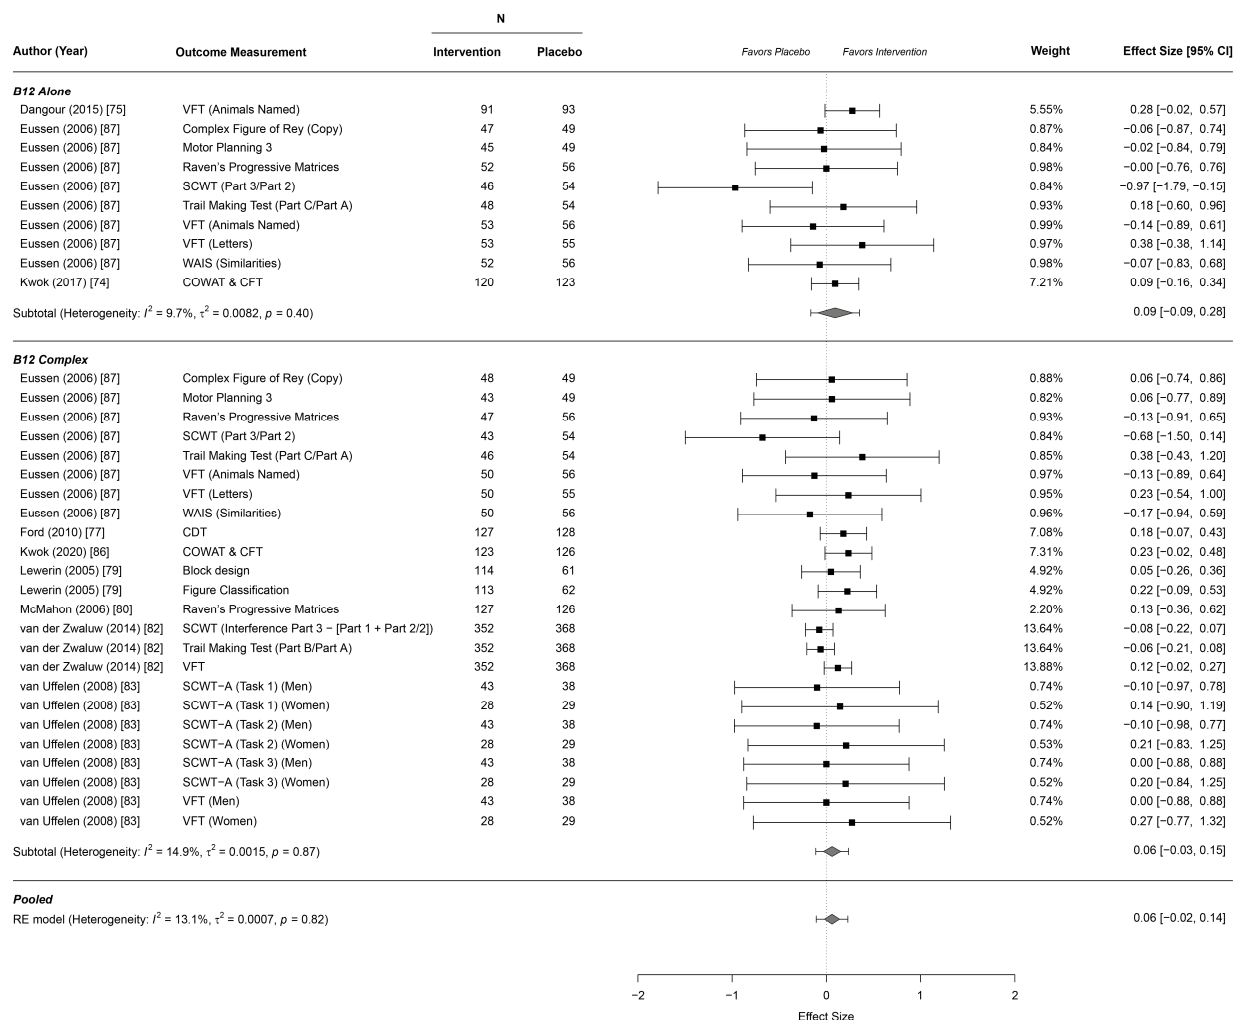 N
Author (Year) Outcome Measurement Intervention Placebo Favors Placebo Favors Intervention Weight Effect Size [95% CI]
B12 Alone
Dangour (2015) [75] VFT (Animals Named) 91 93 5.55% 0.28 [−0.02, 0.57]
Eussen (2006) [87] Complex Figure of Rey (Copy) 47 49 0.87% −0.06 [−0.87, 0.74]
Eussen (2006) [87] Motor Planning 3 45 49 0.84% −0.02 [−0.84, 0.79]
Eussen (2006) [87] Raven's Progressive Matrices 52 56 0.98% −0.00 [−0.76, 0.76]
Eussen (2006) [87] SCWT (Part 3/Part 2) 46 54 0.84% −0.97 [−1.79, −0.15]
Eussen (2006) [87] Trail Making Test (Part C/Part A) 48 54 0.93% 0.18 [−0.60, 0.96]
Eussen (2006) [87] VFT (Animals Named) 53 56 0.99% −0.14 [−0.89, 0.61]
Eussen (2006) [87] VFT (Letters) 53 55 0.97% 0.38 [−0.38, 1.14]
Eussen (2006) [87] WAIS (Similarities) 52 56 0.98% −0.07 [−0.83, 0.68]
Kwok (2017) [74] COWAT & CFT 120 123 7.21% 0.09 [−0.16, 0.34]
Subtotal (Heterogeneity: I² = 9.7%, τ² = 0.0082, p = 0.40) 0.09 [−0.09, 0.28]
B12 Complex
Eussen (2006) [87] Complex Figure of Rey (Copy) 48 49 0.88% 0.06 [−0.74, 0.86]
Eussen (2006) [87] Motor Planning 3 43 49 0.82% 0.06 [−0.77, 0.89]
Eussen (2006) [87] Raven's Progressive Matrices 47 56 0.93% −0.13 [−0.91, 0.65]
Eussen (2006) [87] SCWT (Part 3/Part 2) 43 54 0.84% −0.68 [−1.50, 0.14]
Eussen (2006) [87] Trail Making Test (Part C/Part A) 46 54 0.85% 0.38 [−0.43, 1.20]
Eussen (2006) [87] VFT (Animals Named) 50 56 0.97% −0.13 [−0.89, 0.64]
Eussen (2006) [87] VFT (Letters) 50 55 0.95% 0.23 [−0.54, 1.00]
Eussen (2006) [87] WAIS (Similarities) 50 56 0.96% −0.17 [−0.94, 0.59]
Ford (2010) [77] CDT 127 128 7.08% 0.18 [−0.07, 0.43]
Kwok (2020) [86] COWAT & CFT 123 126 7.31% 0.23 [−0.02, 0.48]
Lewerin (2005) [79] Block design 114 61 4.92% 0.05 [−0.26, 0.36]
Lewerin (2005) [79] Figure Classification 113 62 4.92% 0.22 [−0.09, 0.53]
McMahon (2006) [80] Raven's Progressive Matrices 127 126 2.20% 0.13 [−0.36, 0.62]
van der Zwaluw (2014) [82] SCWT (Interference Part 3 − [Part 1 + Part 2/2]) 352 368 13.64% −0.08 [−0.22, 0.07]
van der Zwaluw (2014) [82] Trail Making Test (Part B/Part A) 352 368 13.64% −0.06 [−0.21, 0.08]
van der Zwaluw (2014) [82] VFT 352 368 13.88% 0.12 [−0.02, 0.27]
van Uffelen (2008) [83] SCWT−A (Task 1) (Men) 43 38 0.74% −0.10 [−0.97, 0.78]
van Uffelen (2008) [83] SCWT−A (Task 1) (Women) 28 29 0.52% 0.14 [−0.90, 1.19]
van Uffelen (2008) [83] SCWT−A (Task 2) (Men) 43 38 0.74% −0.10 [−0.98, 0.77]
van Uffelen (2008) [83] SCWT−A (Task 2) (Women) 28 29 0.53% 0.21 [−0.83, 1.25]
van Uffelen (2008) [83] SCWT−A (Task 3) (Men) 43 38 0.74% 0.00 [−0.88, 0.88]
van Uffelen (2008) [83] SCWT−A (Task 3) (Women) 28 29 0.52% 0.20 [−0.84, 1.25]
van Uffelen (2008) [83] VFT (Men) 43 38 0.74% 0.00 [−0.88, 0.88]
van Uffelen (2008) [83] VFT (Women) 28 29 0.52% 0.27 [−0.77, 1.32]
Subtotal (Heterogeneity: I² = 14.9%, τ² = 0.0015, p = 0.87) 0.06 [−0.03, 0.15]
Pooled
RE model (Heterogeneity: I² = 13.1%, τ² = 0.0007, p = 0.82) 0.06 [−0.02, 0.14]
−2 −1 0 1 2
Effect Size